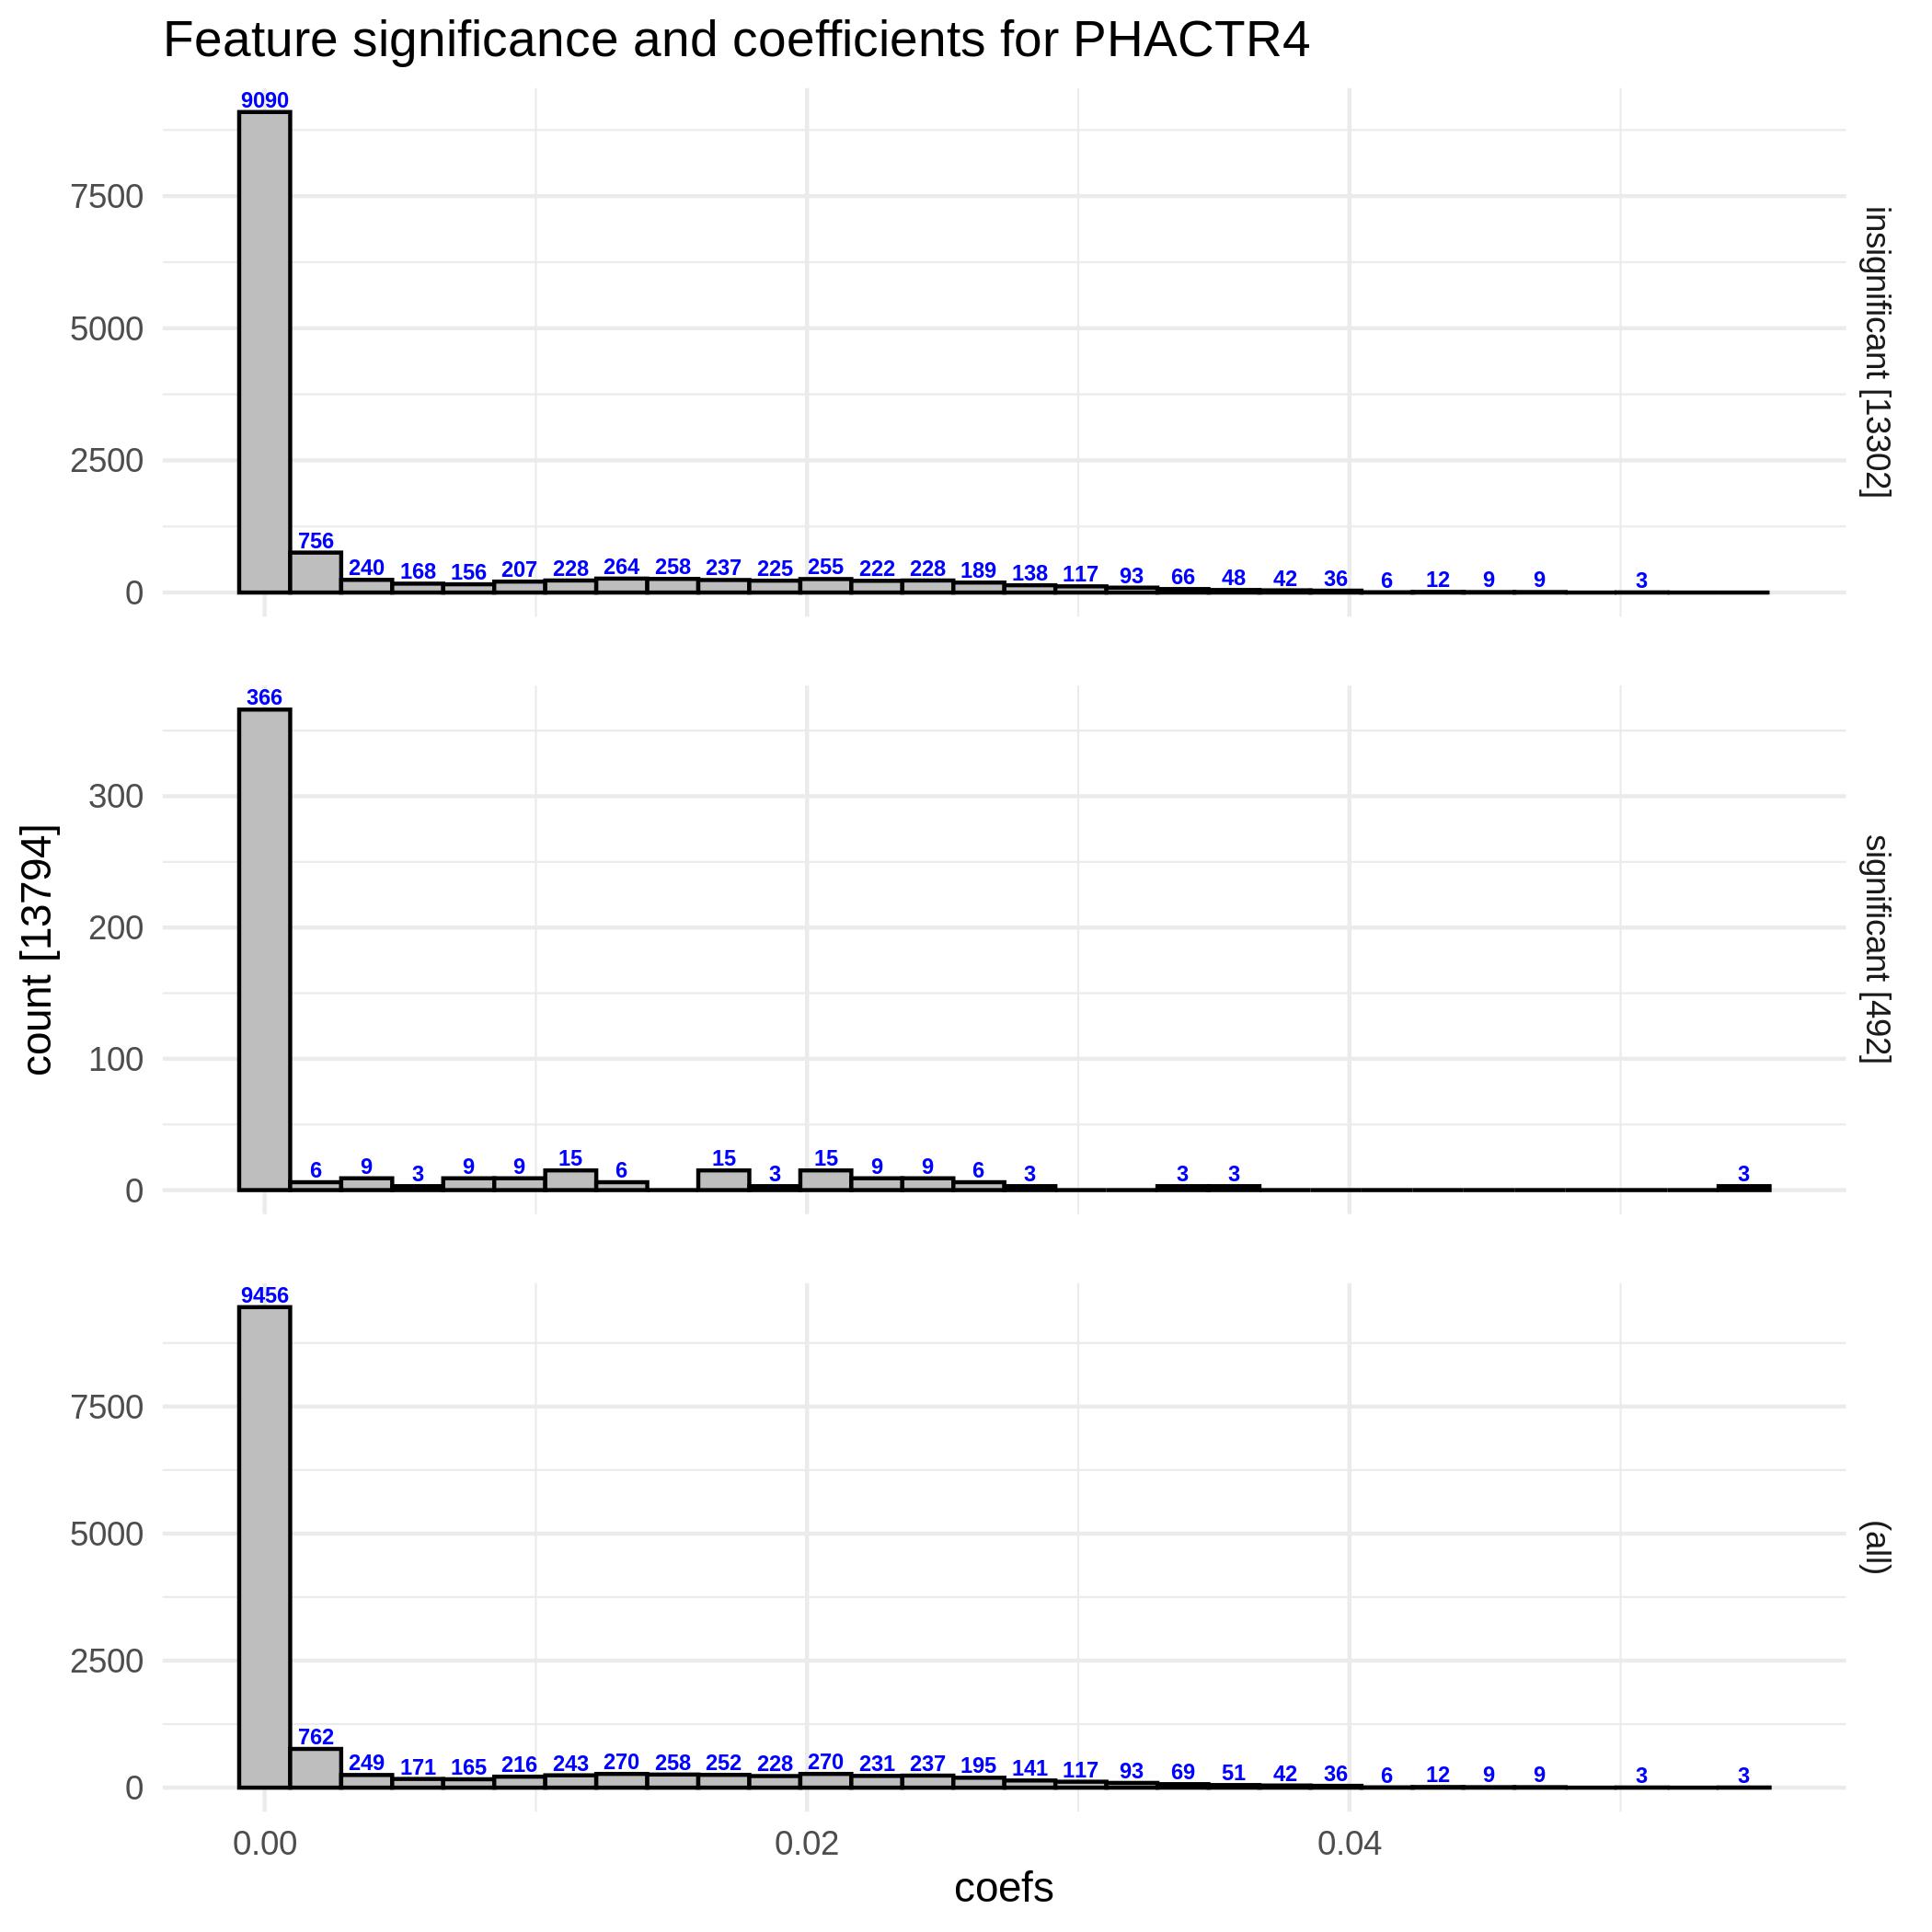 Feature significance and coefficients for PHACTR4
9090
756 240 168 156 207 228 264 258 237 225 255 222 228 189 138 117 93 66 48 42 36 6 12 9 9 3
7500
5000
2500
0
insignificant [13302]
366
6 9 3 9 9 15 6 15 3 15 9 9 6 3 3 3 3
300
200
100
0
significant [492]
count [13794]
9456
762 249 171 165 216 243 270 258 252 228 270 231 237 195 141 117 93 69 51 42 36 6 12 9 9 3 3
7500
5000
2500
0
(all)
0.00 0.02 0.04
coefs